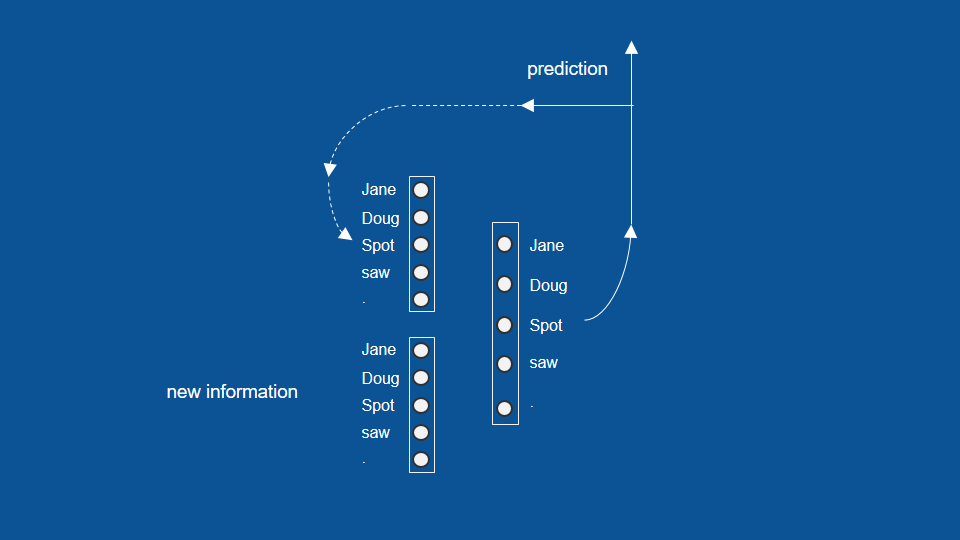 prediction
Jane
Doug
Spot
saw
.
Jane
Doug
Spot
saw
.
new information
Jane
Doug
Spot
saw
.